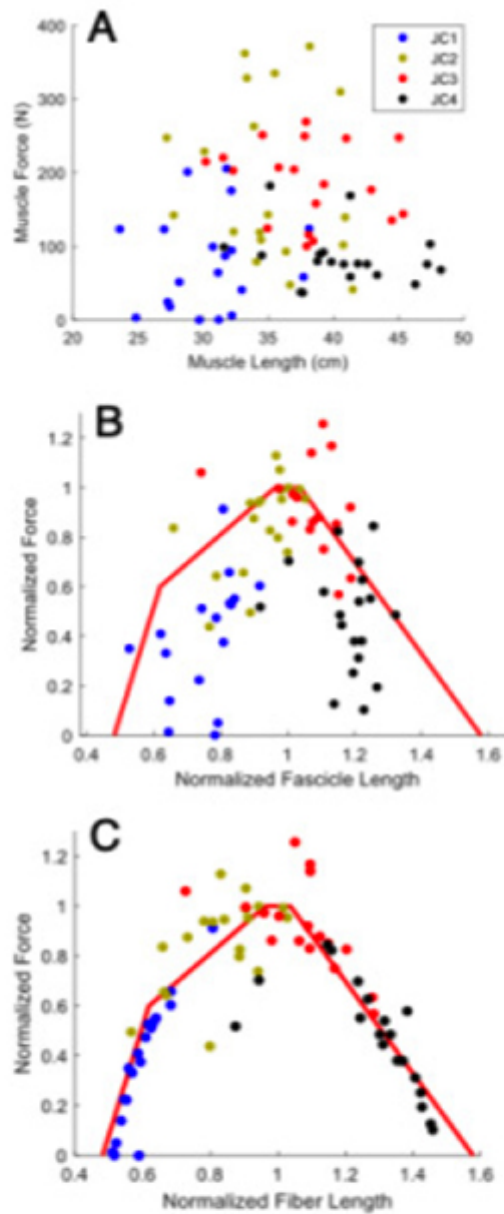 A
Muscle Force (N)
400
300
200
100
0
JC1
JC2
JC3
JC4
20 25 30 35 40 45 50
Muscle Length (cm)
B
Normalized Force
1.2
1
0.8
0.6
0.4
0.2
0
0.4 0.6 0.8 1 1.2 1.4 1.6
Normalized Fascicle Length
C
Normalized Force
1.2
1
0.8
0.6
0.4
0.2
0
0.4 0.6 0.8 1 1.2 1.4 1.6
Normalized Fiber Length